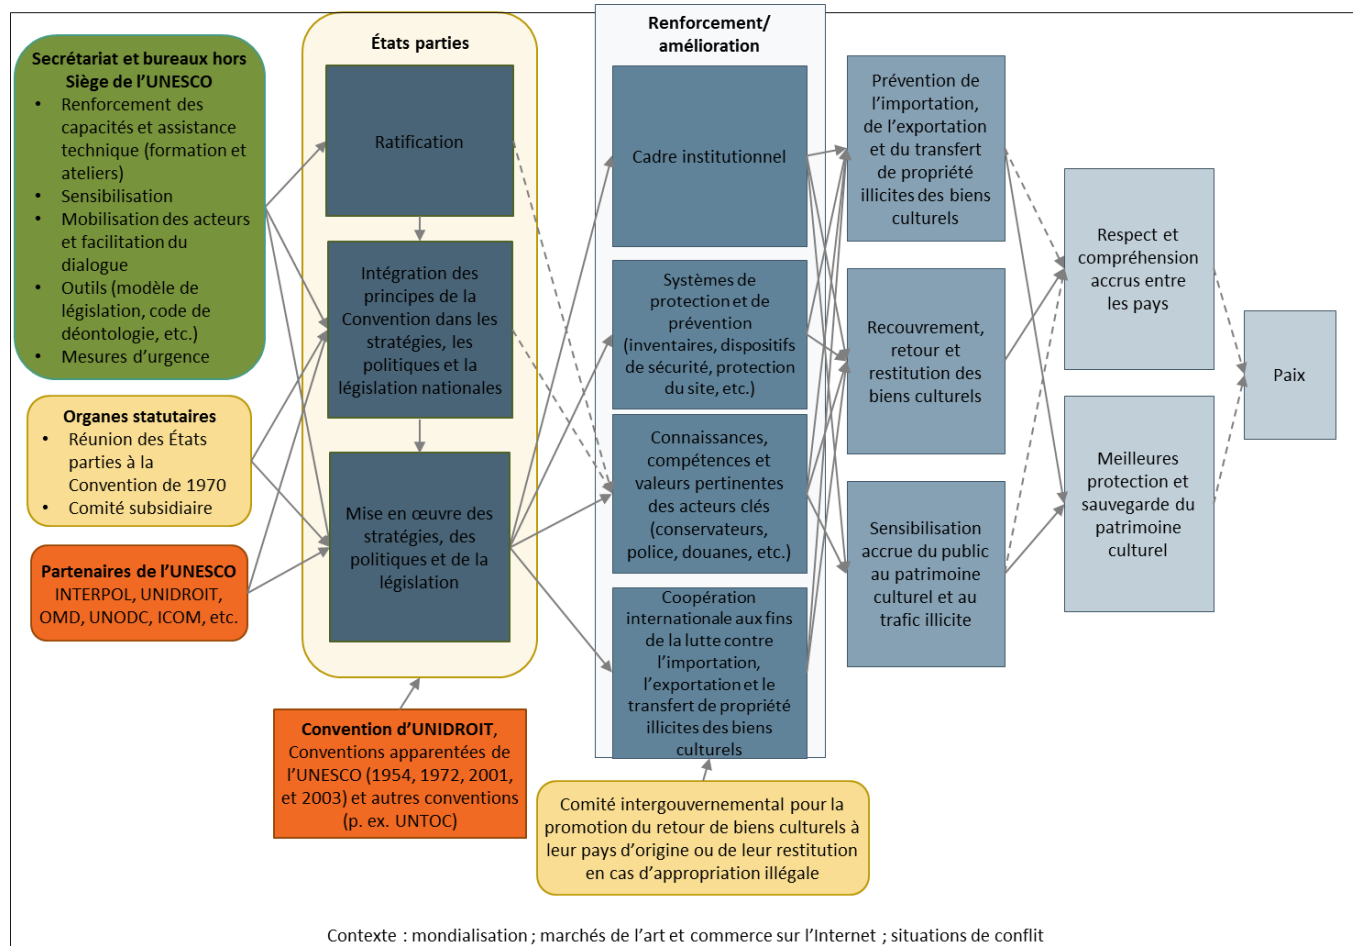 Secrétariat et bureaux hors
Siège de l’UNESCO
• Renforcement des
capacités et assistance
technique (formation et
ateliers)
• Sensibilisation
• Mobilisation des acteurs
et facilitation du
dialogue
• Outils (modèle de
législation, code de
déontologie, etc.)
• Mesures d’urgence
Organes statutaires
• Réunion des États
parties à la
Convention de 1970
• Comité subsidiaire
Partenaires de l’UNESCO
INTERPOL, UNIDROIT,
OMD, UNODC, ICOM, etc.
États parties
Ratification
Intégration des
principes de la
Convention dans les
stratégies, les
politiques et la
législation nationales
Mise en œuvre des
stratégies, des
politiques et de la
législation
Convention d’UNIDROIT,
Conventions apparentées de
l’UNESCO (1954, 1972, 2001,
et 2003) et autres conventions
(p. ex. UNTOC)
Renforcement/
amélioration
Cadre institutionnel
Systèmes de
protection et de
prévention
(inventaires, dispositifs
de sécurité, protection
du site, etc.)
Connaissances,
compétences et
valeurs pertinentes
des acteurs clés
(conservateurs,
police, douanes, etc.)
Coopération
internationale aux fins
de la lutte contre
l’importation,
l’exportation et le
transfert de propriété
illicites des biens
culturels
Comité intergouvernemental pour la
promotion du retour de biens culturels à
leur pays d’origine ou de leur restitution
en cas d’appropriation illégale
Prévention de
l’importation,
de l’exportation
et du transfert
de propriété
illicites des biens
culturels
Recouvrement,
retour et
restitution des
biens culturels
Sensibilisation
accrue du public
au patrimoine
culturel et au
trafic illicite
Respect et
compréhension
accrus entre
les pays
Meilleures
protection et
sauvegarde du
patrimoine
culturel
Paix
Contexte : mondialisation ; marchés de l’art et commerce sur l’Internet ; situations de conflit